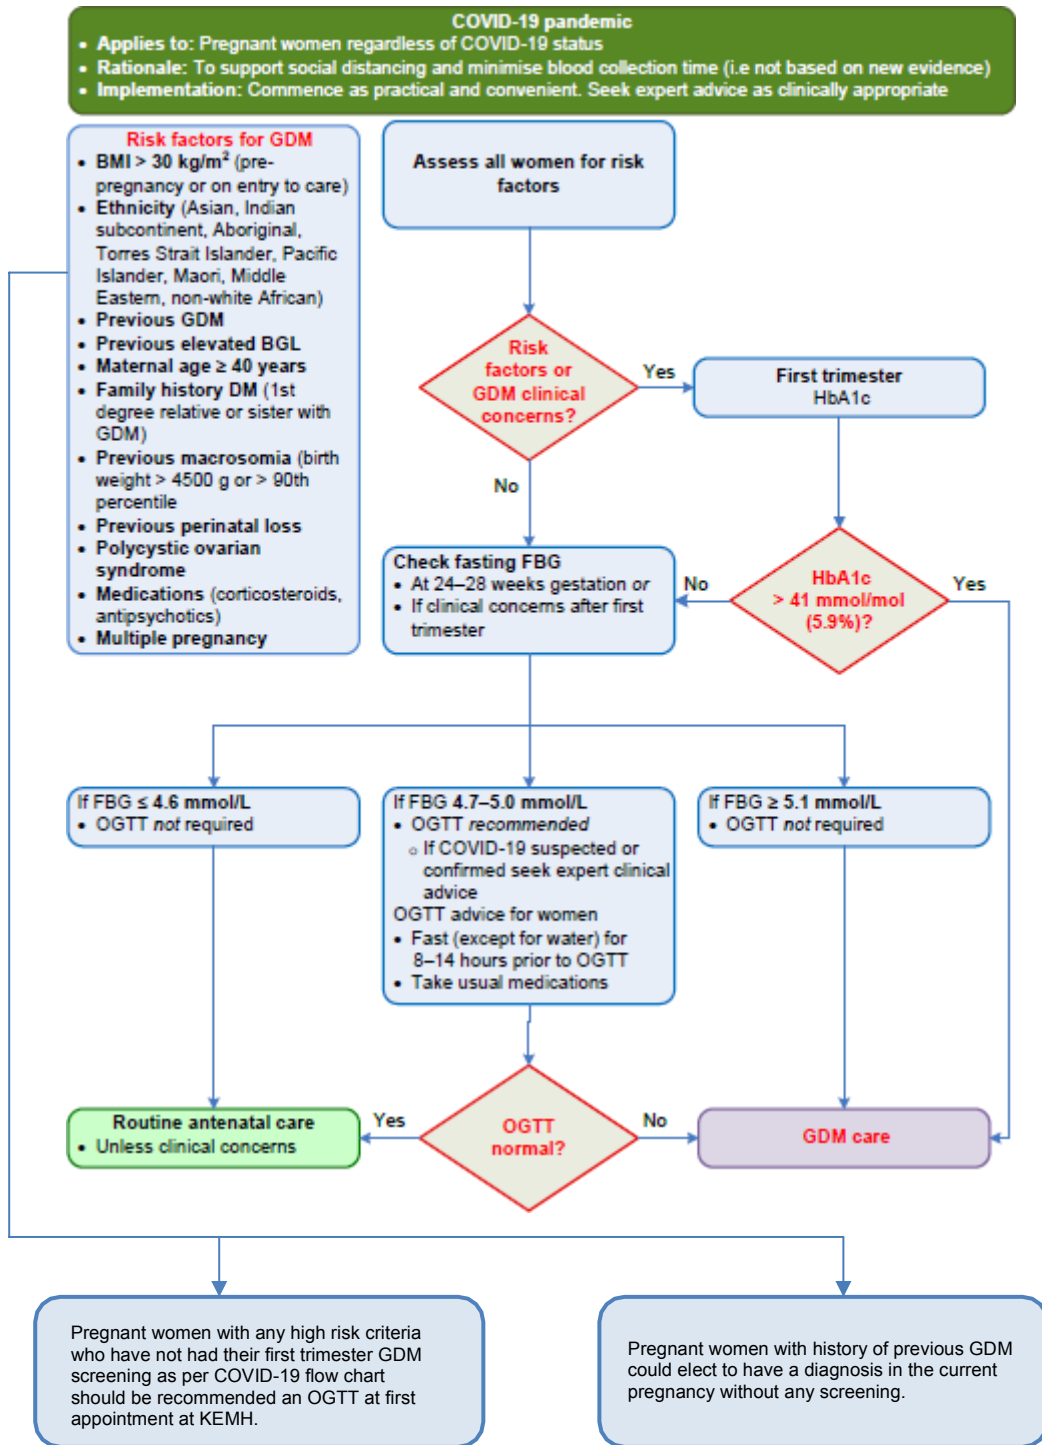 COVID-19 pandemic
• Applies to: Pregnant women regardless of COVID-19 status
• Rationale: To support social distancing and minimise blood collection time (i.e not based on new evidence)
• Implementation: Commence as practical and convenient. Seek expert advice as clinically appropriate
Risk factors for GDM
• BMI > 30 kg/m² (pre-
pregnancy or on entry to care)
• Ethnicity (Asian, Indian
subcontinent, Aboriginal,
Torres Strait Islander, Pacific
Islander, Maori, Middle
Eastern, non-white African)
• Previous GDM
• Previous elevated BGL
• Maternal age ≥ 40 years
• Family history DM (1st
degree relative or sister with
GDM)
• Previous macrosomia (birth
weight > 4500 g or > 90th
percentile
• Previous perinatal loss
• Polycystic ovarian
syndrome
• Medications (corticosteroids,
antipsychotics)
• Multiple pregnancy
Assess all women for risk
factors
Risk
factors or
GDM clinical
concerns?
Yes
First trimester
HbA1c
No
Check fasting FBG
• At 24–28 weeks gestation or
• If clinical concerns after first
trimester
No
HbA1c
> 41 mmol/mol
(5.9%)?
Yes
If FBG ≤ 4.6 mmol/L
• OGTT not required
If FBG 4.7–5.0 mmol/L
• OGTT recommended
o If COVID-19 suspected or
confirmed seek expert clinical
advice
OGTT advice for women
• Fast (except for water) for
8–14 hours prior to OGTT
• Take usual medications
If FBG ≥ 5.1 mmol/L
• OGTT not required
Routine antenatal care
• Unless clinical concerns
Yes
OGTT
normal?
No
GDM care
Pregnant women with any high risk criteria
who have not had their first trimester GDM
screening as per COVID-19 flow chart
should be recommended an OGTT at first
appointment at KEMH.
Pregnant women with history of previous GDM
could elect to have a diagnosis in the current
pregnancy without any screening.